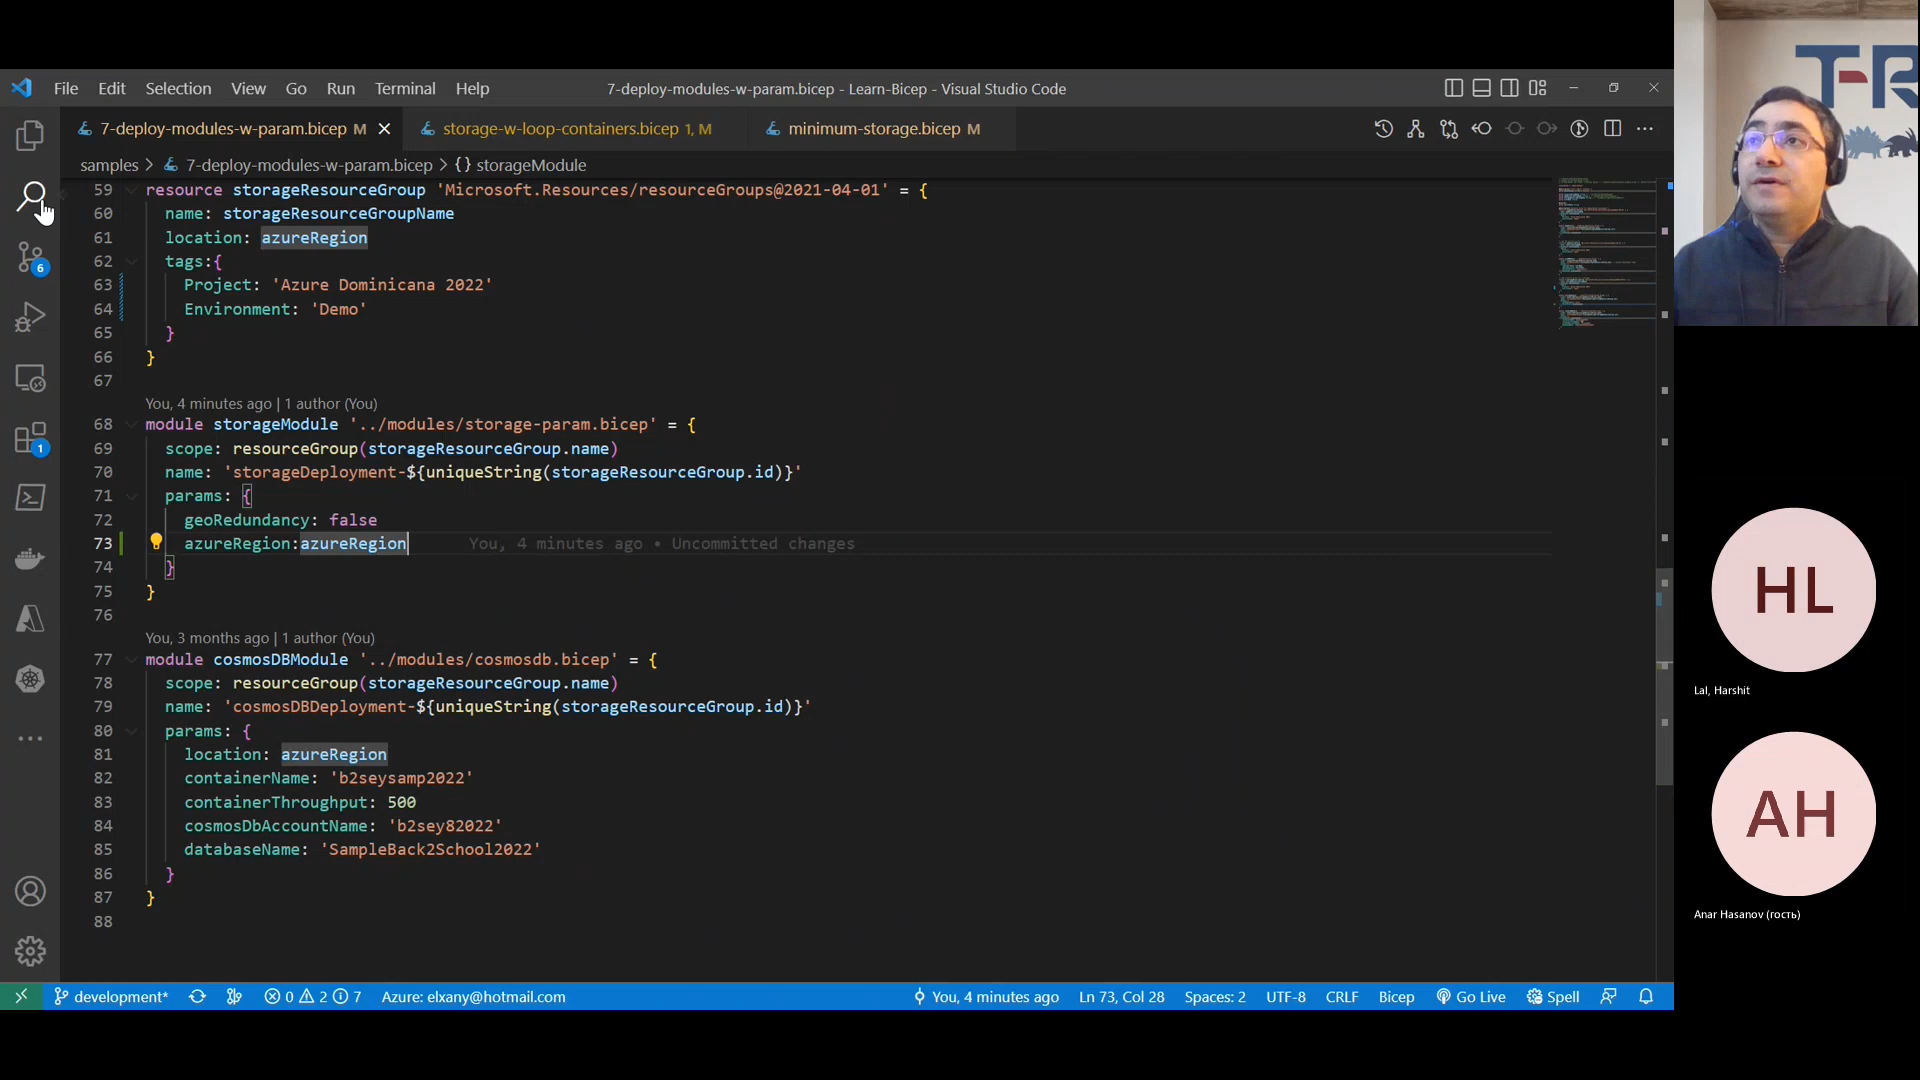 File Edit Selection View Go Run Terminal Help
7-deploy-modules-w-param.bicep - Learn-Bicep - Visual Studio Code
7-deploy-modules-w-param.bicep M
storage-w-loop-containers.bicep 1, M
minimum-storage.bicep M
samples > 7-deploy-modules-w-param.bicep > {} storageModule
59 resource storageResourceGroup 'Microsoft.Resources/resourceGroups@2021-04-01' = {
60 name: storageResourceGroupName
61 location: azureRegion
62 tags:{
63 Project: 'Azure Dominicana 2022'
64 Environment: 'Demo'
65 }
66 }
67
You, 4 minutes ago | 1 author (You)
68 module storageModule '../modules/storage-param.bicep' = {
69 scope: resourceGroup(storageResourceGroup.name)
70 name: 'storageDeployment-${uniqueString(storageResourceGroup.id)}'
71 params: {
72 geoRedundancy: false
73 azureRegion:azureRegion You, 4 minutes ago • Uncommitted changes
74 }
75 }
76
You, 3 months ago | 1 author (You)
77 module cosmosDBModule '../modules/cosmosdb.bicep' = {
78 scope: resourceGroup(storageResourceGroup.name)
79 name: 'cosmosDBDeployment-${uniqueString(storageResourceGroup.id)}'
80 params: {
81 location: azureRegion
82 containerName: 'b2seysamp2022'
83 containerThroughput: 500
84 cosmosDbAccountName: 'b2sey82022'
85 databaseName: 'SampleBack2School2022'
86 }
87 }
88
6
1
development* 0 2 7 Azure: elxany@hotmail.com
You, 4 minutes ago Ln 73, Col 28 Spaces: 2 UTF-8 CRLF Bicep Go Live Spell
T-R
HL
Lal, Harshit
AH
Anar Hasanov (гость)